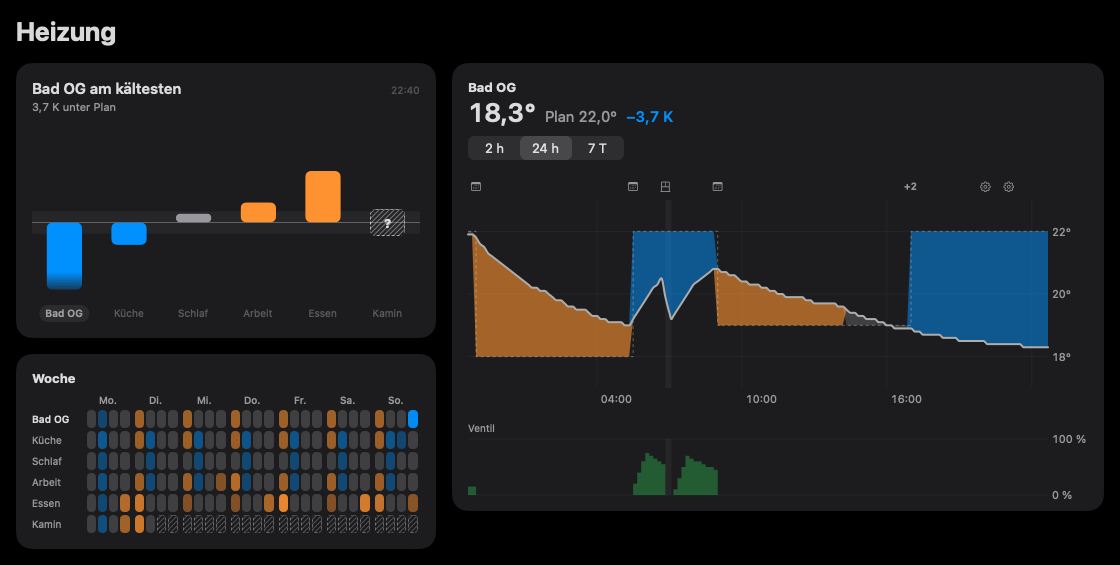 Heizung
Bad OG am kältesten
22:40
3,7 K unter Plan
?
Bad OG
Küche
Schlaf
Arbeit
Essen
Kamin
Woche
Mo. Di. Mi. Do. Fr. Sa. So.
Bad OG
Küche
Schlaf
Arbeit
Essen
Kamin
Bad OG
18,3° Plan 22,0° −3,7 K
2 h 24 h 7 T
+2
22°
20°
18°
04:00 10:00 16:00
Ventil
100 %
0 %